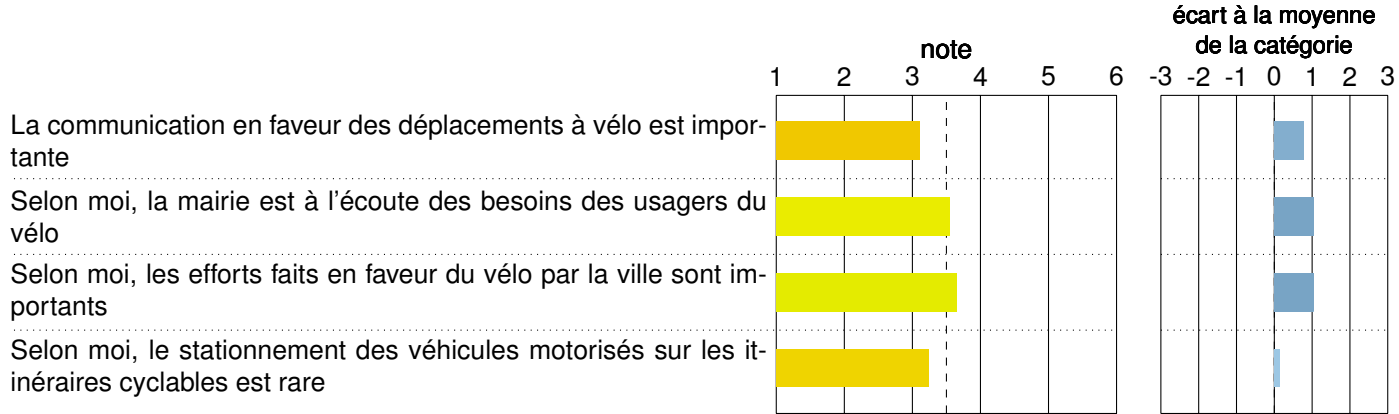 écart à la moyenne
de la catégorie
note
1 2 3 4 5 6
-3 -2 -1 0 1 2 3
La communication en faveur des déplacements à vélo est impor-
tante
Selon moi, la mairie est à l'écoute des besoins des usagers du
vélo
Selon moi, les efforts faits en faveur du vélo par la ville sont im-
portants
Selon moi, le stationnement des véhicules motorisés sur les it-
inéraires cyclables est rare